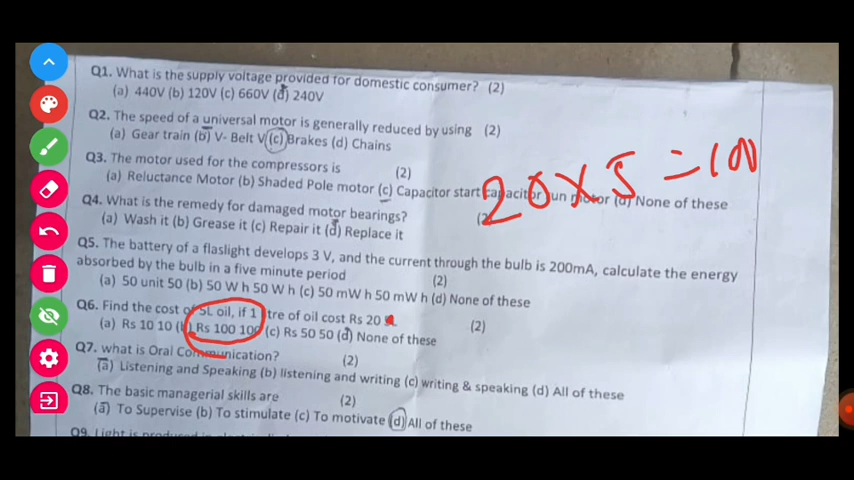 Q1. What is the supply voltage provided for domestic consumer? (2)
(a) 440V (b) 120V (c) 660V (d) 240V
Q2. The speed of a universal motor is generally reduced by using (2)
(a) Gear train (b) V- Belt V (c) Brakes (d) Chains
Q3. The motor used for the compressors is (2)
(a) Reluctance Motor (b) Shaded Pole motor (c) Capacitor start capacitor run motor (d) None of these
20 x 5 = 100
Q4. What is the remedy for damaged motor bearings? (2
(a) Wash it (b) Grease it (c) Repair it (d) Replace it
Q5. The battery of a flaslight develops 3 V, and the current through the bulb is 200mA, calculate the energy
absorbed by the bulb in a five minute period (2)
(a) 50 unit 50 (b) 50 W h 50 W h (c) 50 mW h 50 mW h (d) None of these
Q6. Find the cost of 5L oil, if 1 litre of oil cost Rs 20 (2)
(a) Rs 10 10 (b) Rs 100 100 (c) Rs 50 50 (d) None of these
Q7. what is Oral Communication? (2)
(a) Listening and Speaking (b) listening and writing (c) writing & speaking (d) All of these
Q8. The basic managerial skills are (2)
(a) To Supervise (b) To stimulate (c) To motivate (d) All of these
Q9. Light is produced in